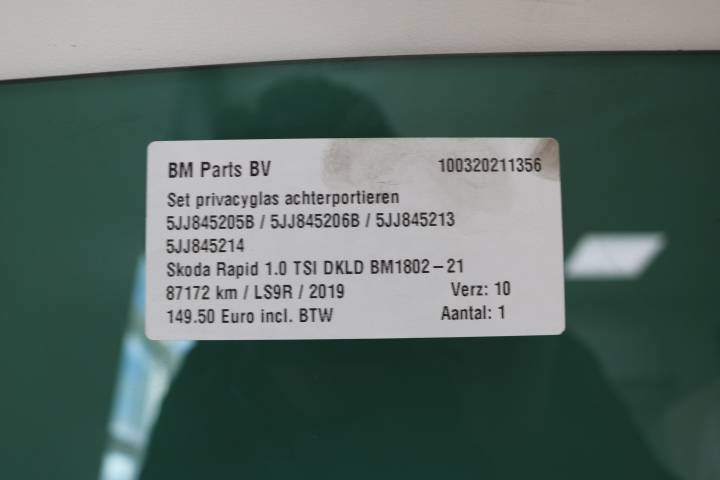 BM Parts BV 100320211356
Set privacyglas achterportieren
5JJ845205B / 5JJ845206B / 5JJ845213
5JJ845214
Skoda Rapid 1.0 TSI DKLD BM1802-21
87172 km / LS9R / 2019 Verz: 10
149.50 Euro incl. BTW Aantal: 1